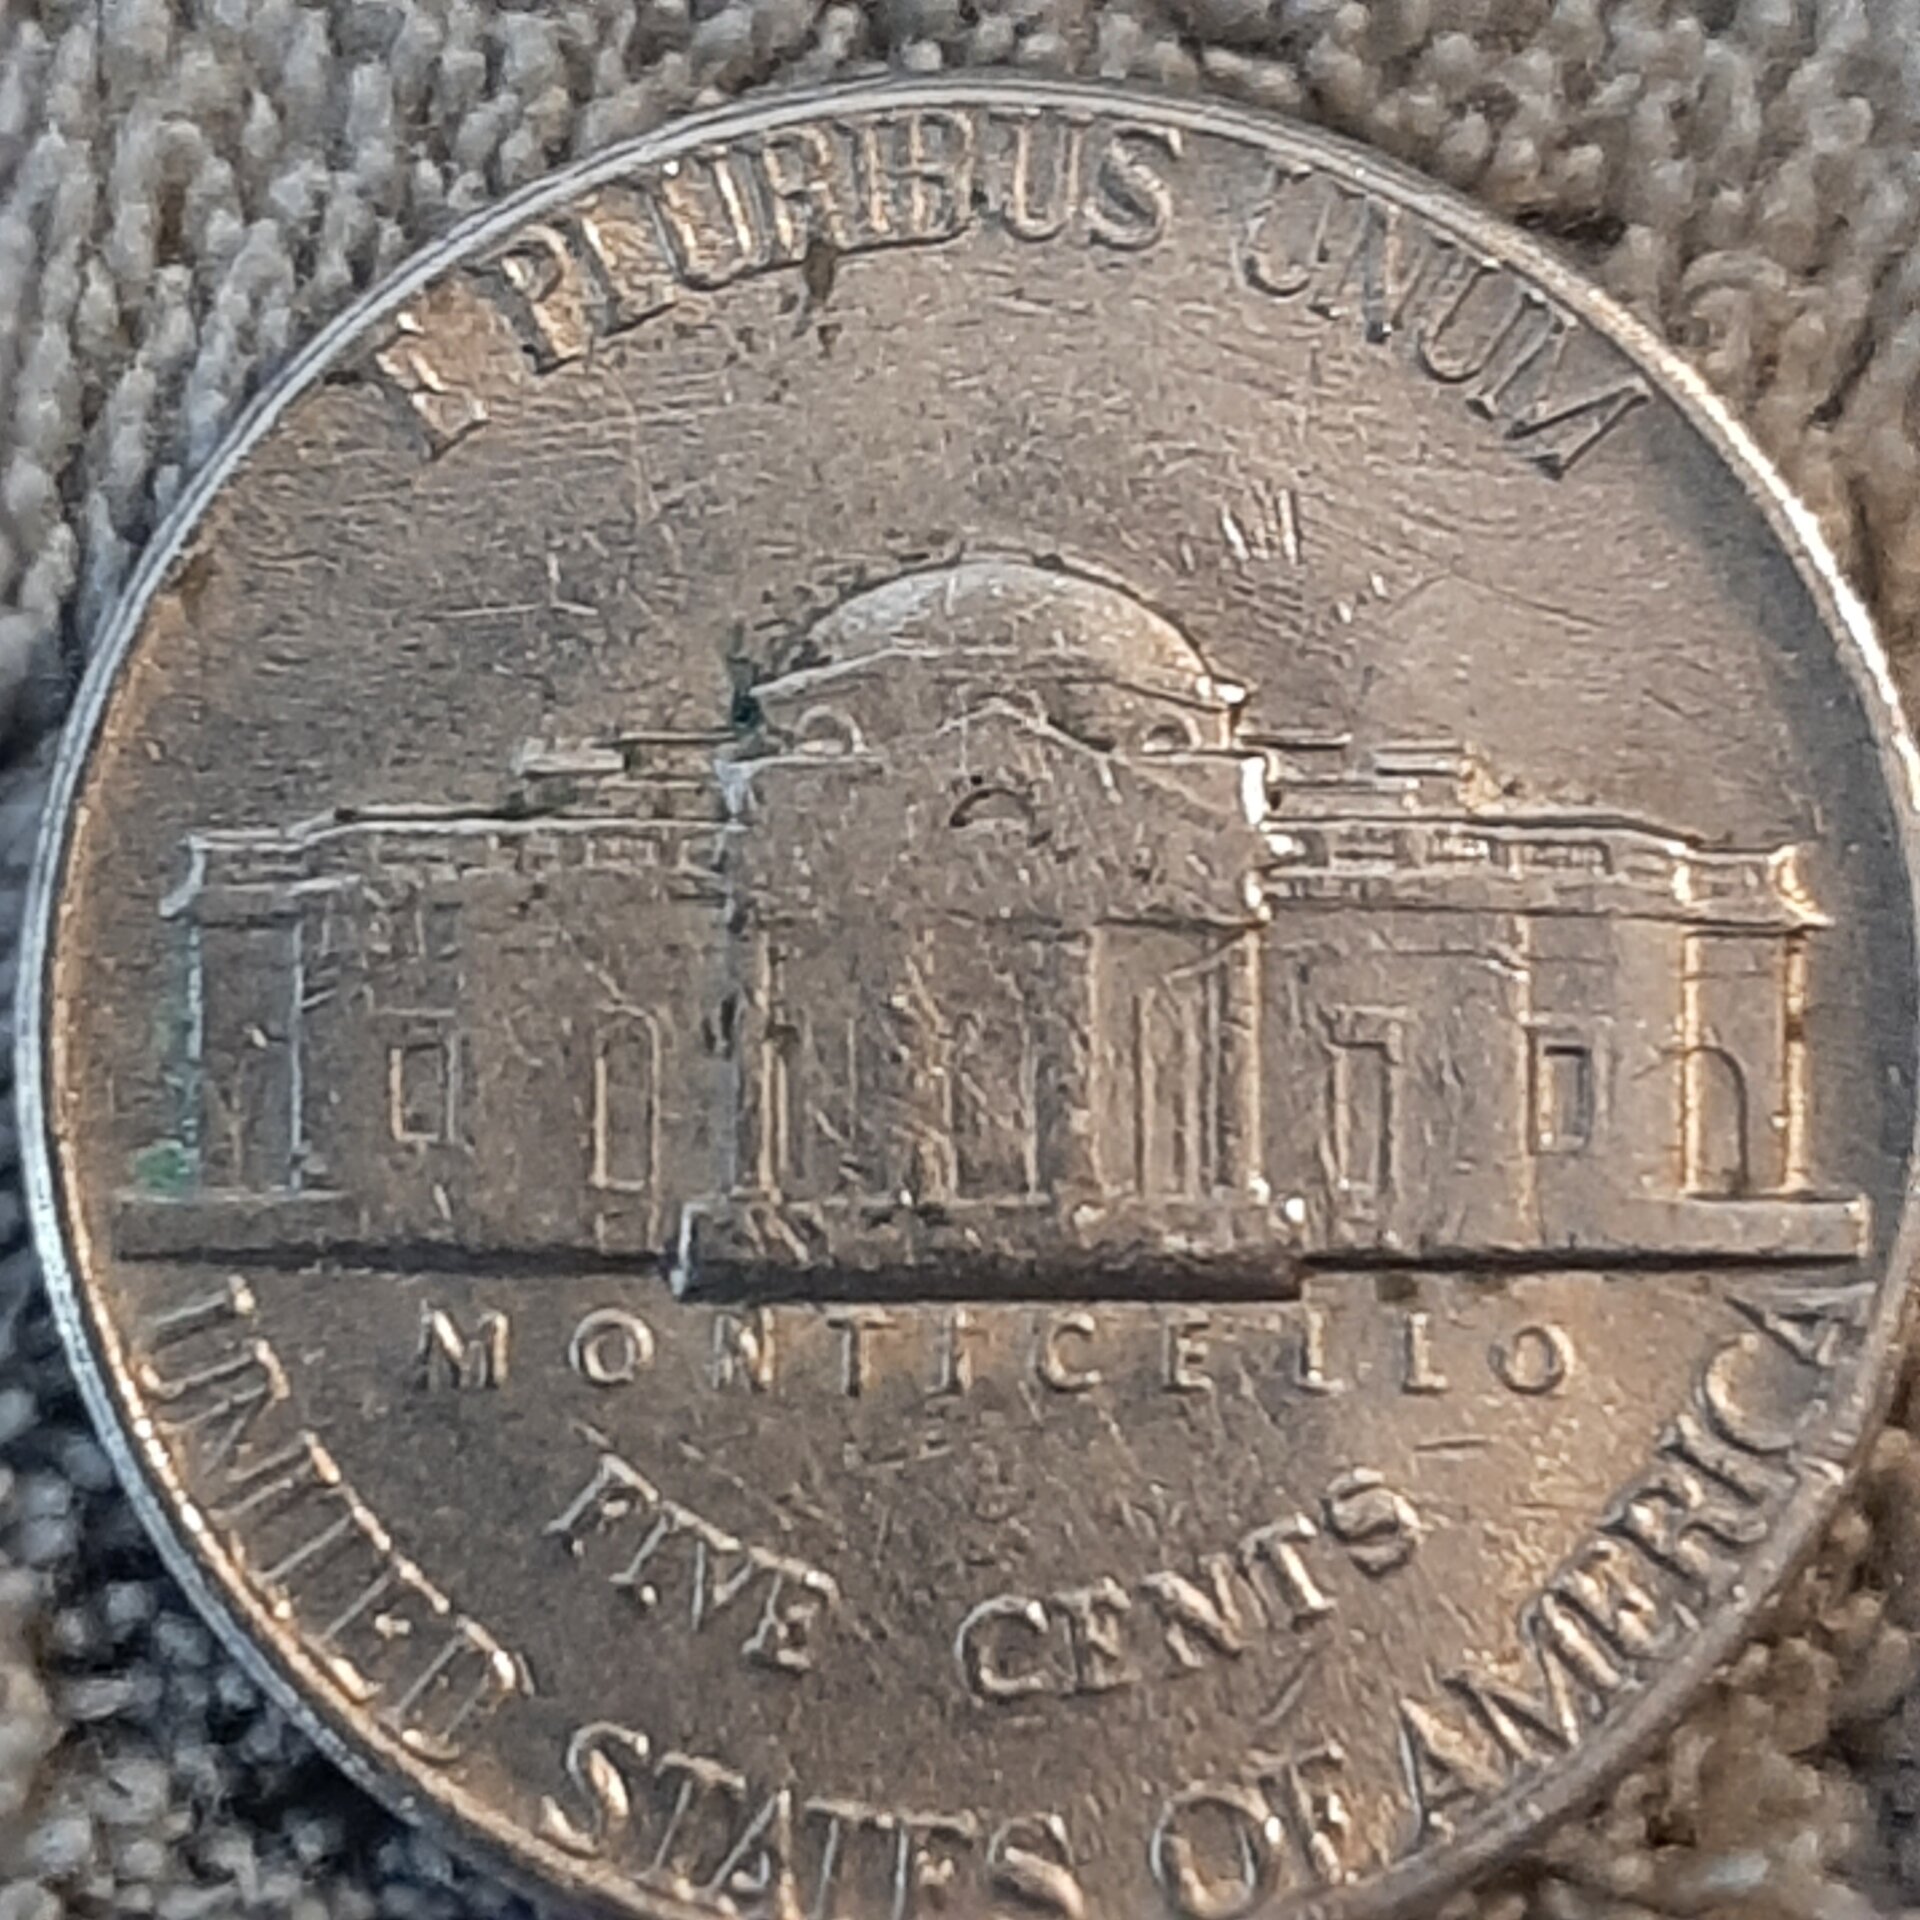 E PLURIBUS UNUM
MONTICELLO
FIVE CENTS
UNITED STATES OF AMERICA